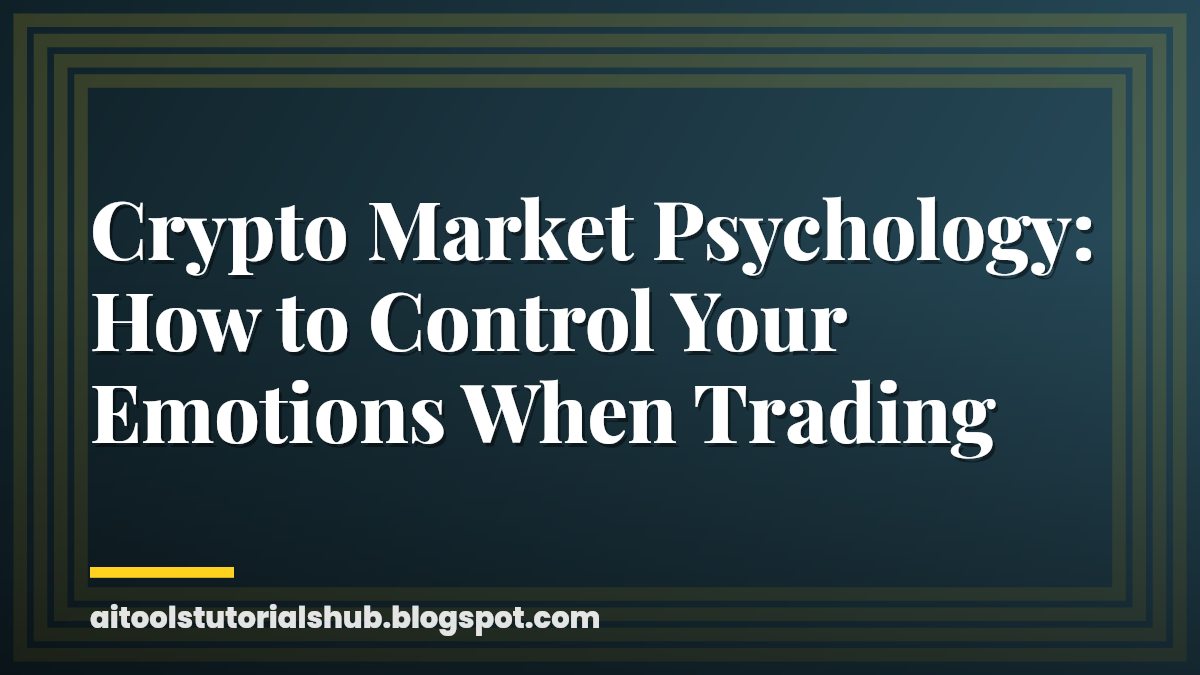 Crypto Market Psychology:
How to Control Your
Emotions When Trading
aitoolstutorialshub.blogspot.com